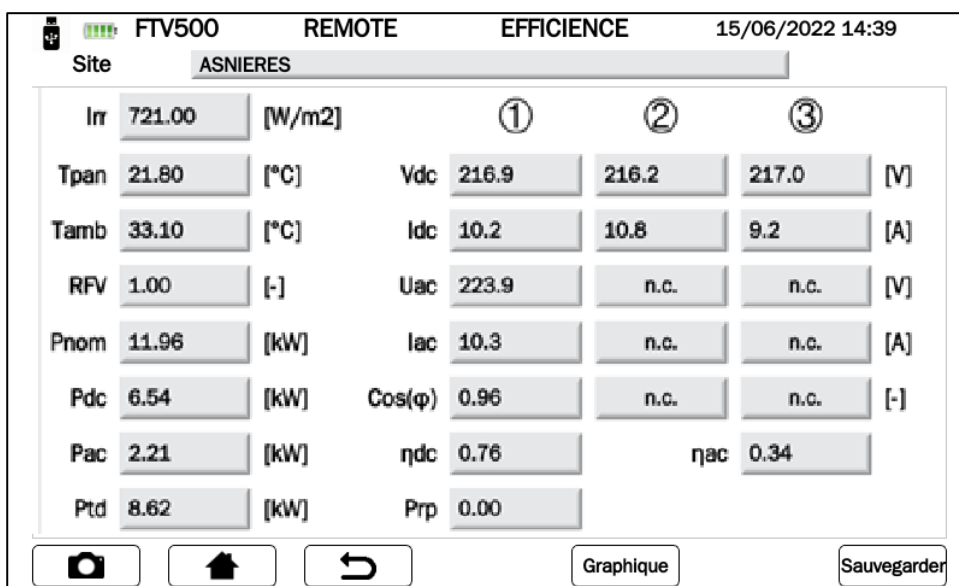 FTV500 REMOTE EFFICIENCE 15/06/2022 14:39
Site ASNIERES
Irr 721.00 [W/m2] ① ② ③
Tpan 21.80 [°C] Vdc 216.9 216.2 217.0 [V]
Tamb 33.10 [°C] Idc 10.2 10.8 9.2 [A]
RFV 1.00 [-] Uac 223.9 n.c. n.c. [V]
Pnom 11.96 [kW] Iac 10.3 n.c. n.c. [A]
Pdc 6.54 [kW] Cos(φ) 0.96 n.c. n.c. [-]
Pac 2.21 [kW] ηdc 0.76 ηac 0.34
Ptd 8.62 [kW] Prp 0.00
Graphique Sauvegarder